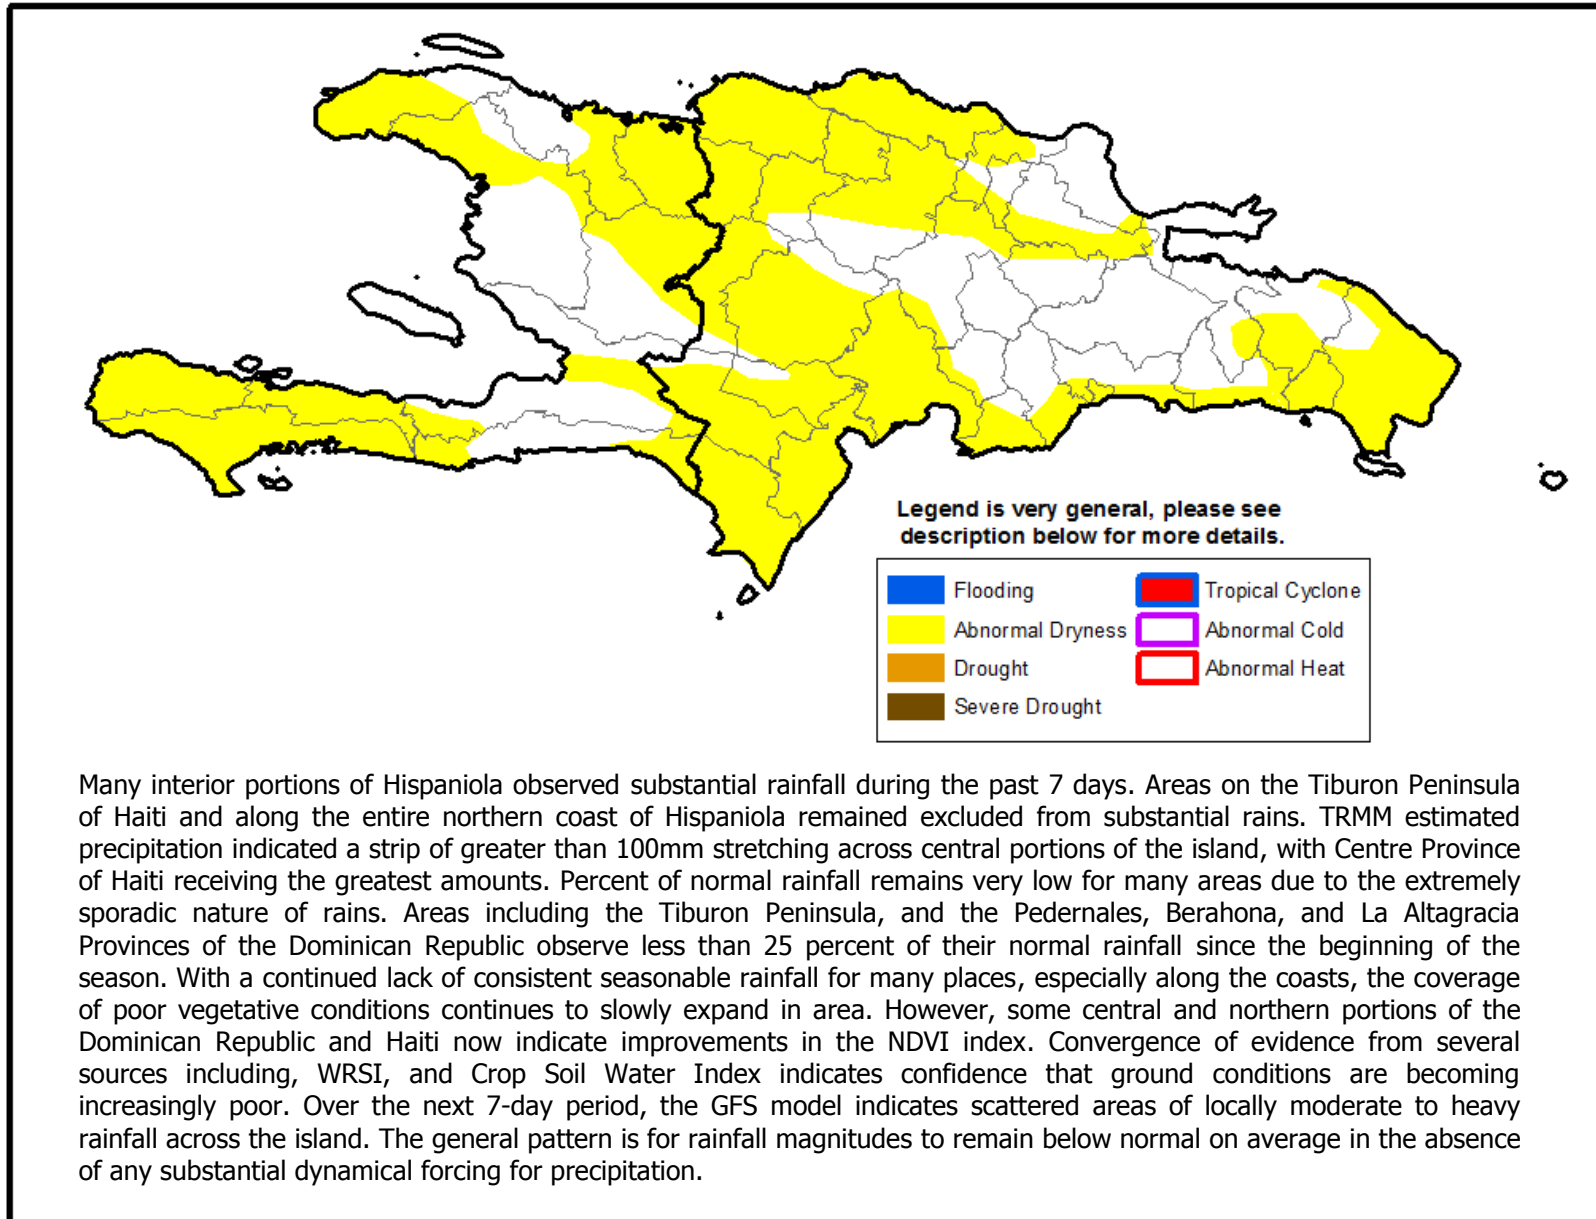 Legend is very general, please see
description below for more details.
Flooding
Tropical Cyclone
Abnormal Dryness
Abnormal Cold
Drought
Abnormal Heat
Severe Drought
Many interior portions of Hispaniola observed substantial rainfall during the past 7 days. Areas on the Tiburon Peninsula
of Haiti and along the entire northern coast of Hispaniola remained excluded from substantial rains. TRMM estimated
precipitation indicated a strip of greater than 100mm stretching across central portions of the island, with Centre Province
of Haiti receiving the greatest amounts. Percent of normal rainfall remains very low for many areas due to the extremely
sporadic nature of rains. Areas including the Tiburon Peninsula, and the Pedernales, Berahona, and La Altagracia
Provinces of the Dominican Republic observe less than 25 percent of their normal rainfall since the beginning of the
season. With a continued lack of consistent seasonable rainfall for many places, especially along the coasts, the coverage
of poor vegetative conditions continues to slowly expand in area. However, some central and northern portions of the
Dominican Republic and Haiti now indicate improvements in the NDVI index. Convergence of evidence from several
sources including, WRSI, and Crop Soil Water Index indicates confidence that ground conditions are becoming
increasingly poor. Over the next 7-day period, the GFS model indicates scattered areas of locally moderate to heavy
rainfall across the island. The general pattern is for rainfall magnitudes to remain below normal on average in the absence
of any substantial dynamical forcing for precipitation.